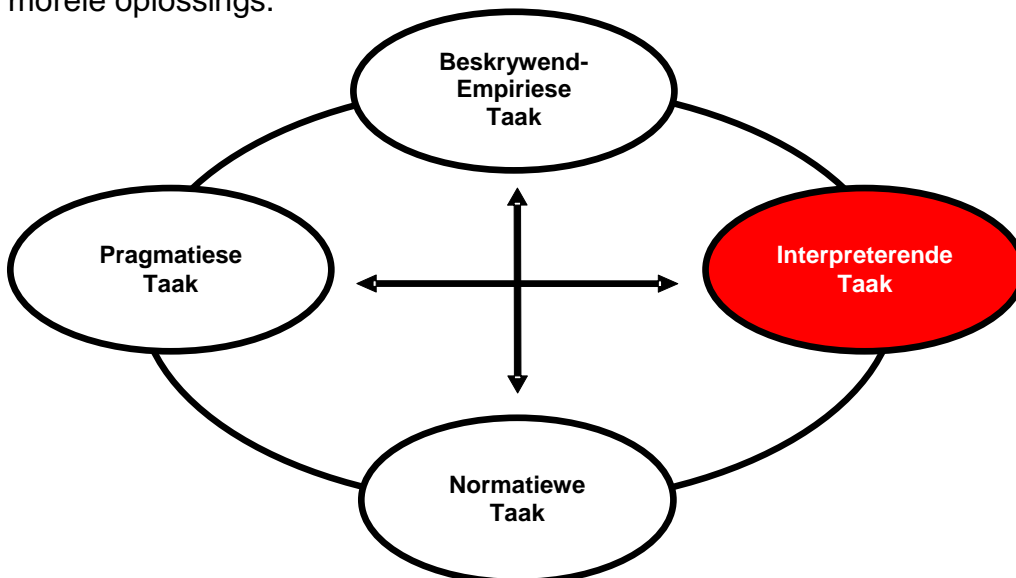 morele oplossings.
Beskrywend-
Empiriese
Taak
Pragmatiese
Taak
Interpreterende
Taak
Normatiewe
Taak